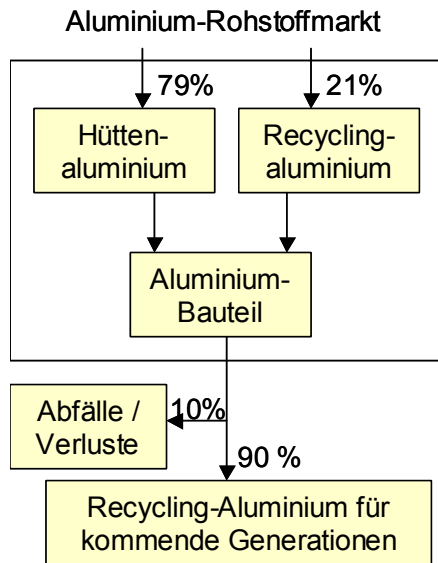 Aluminium-Rohstoffmarkt
79%
21%
Hütten-
aluminium
Recycling-
aluminium
Aluminium-
Bauteil
Abfälle /
Verluste
10%
90 %
Recycling-Aluminium für
kommende Generationen